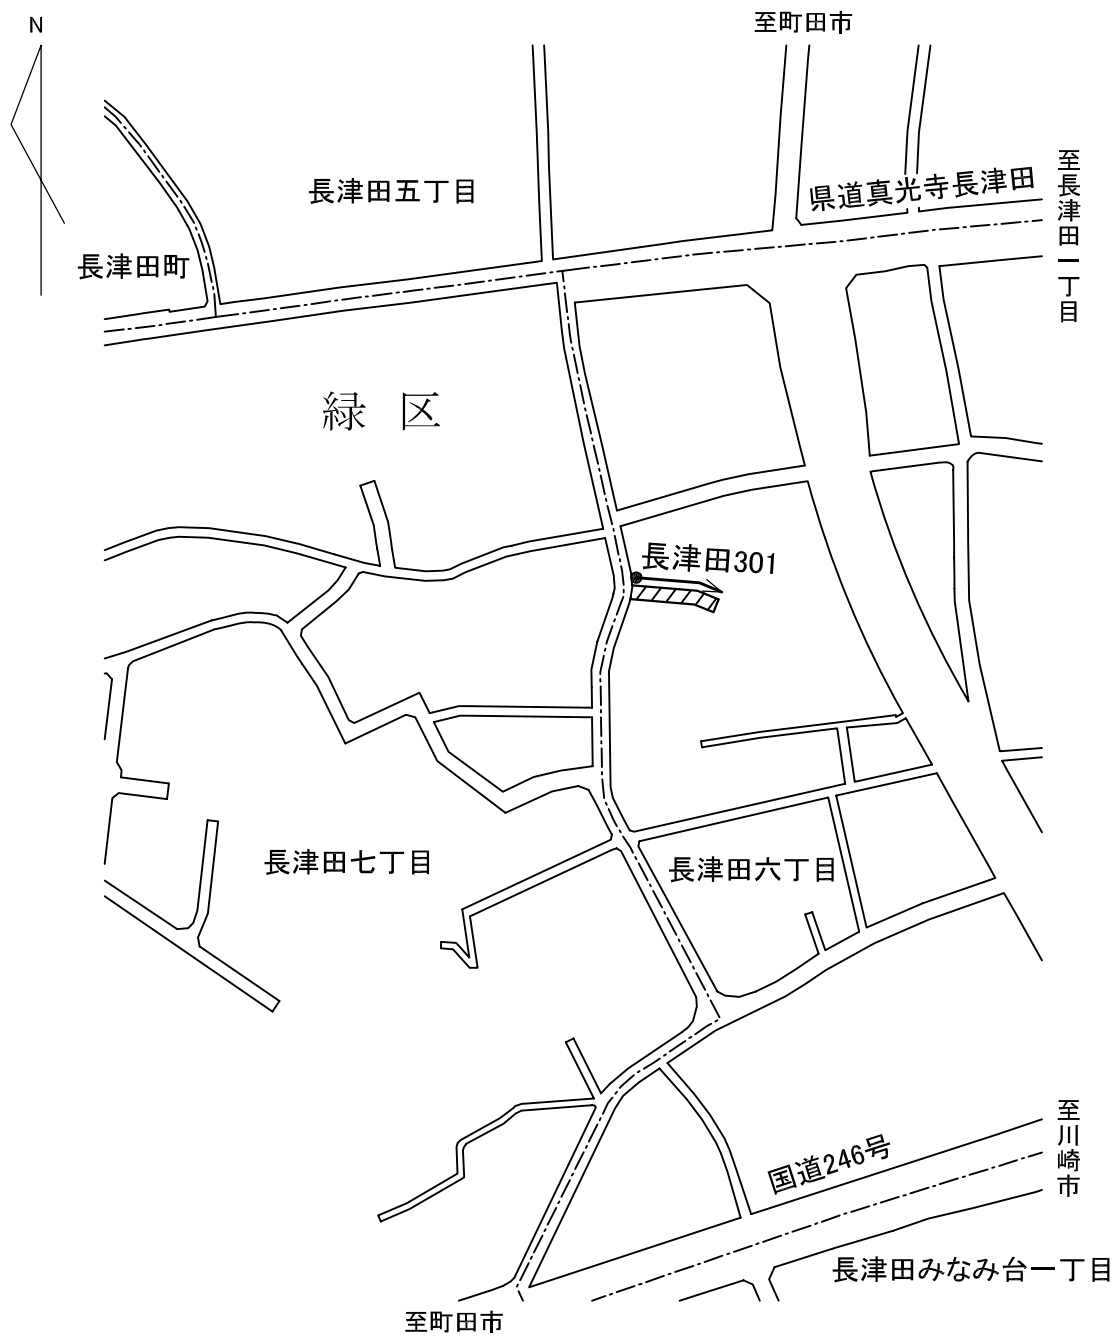 N
至町田市
長津田五丁目
県道真光寺長津田
至長津田一丁目
長津田町
緑区
長津田301
長津田七丁目
長津田六丁目
至川崎市
国道246号
長津田みなみ台一丁目
至町田市